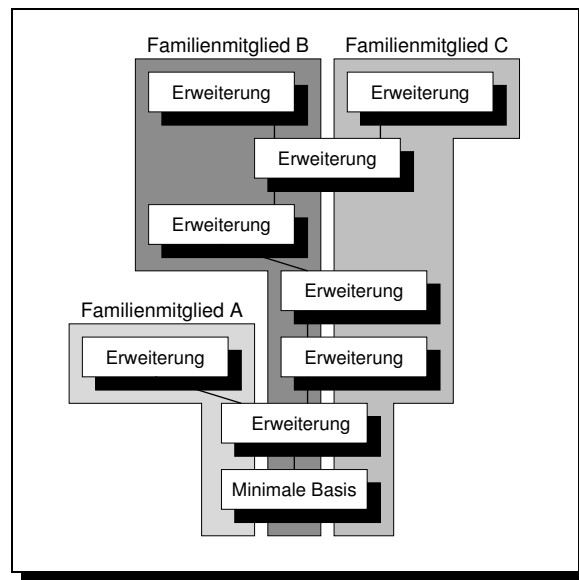 Familienmitglied B
Familienmitglied C
Erweiterung
Erweiterung
Erweiterung
Erweiterung
Erweiterung
Familienmitglied A
Erweiterung
Erweiterung
Erweiterung
Minimale Basis